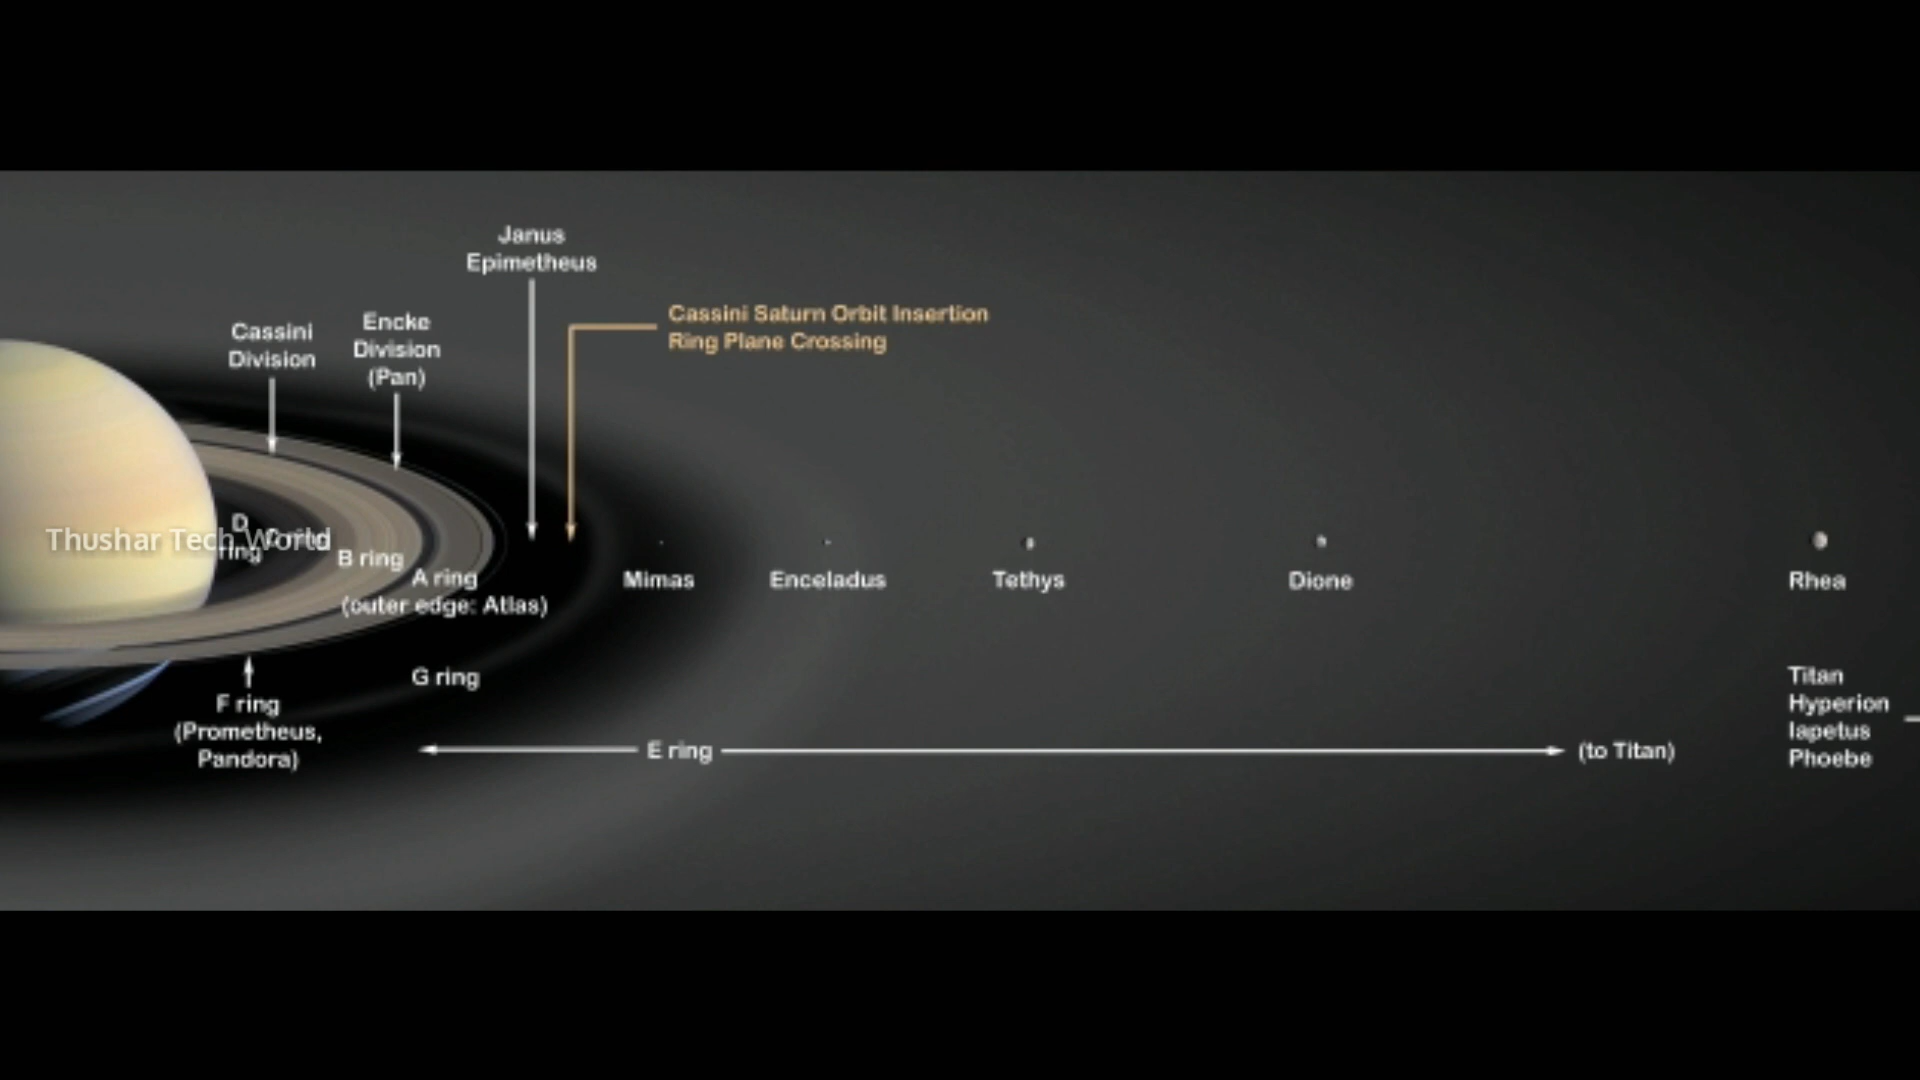 Janus
Epimetheus
Cassini Saturn Orbit Insertion
Ring Plane Crossing
Cassini
Division
Encke
Division
(Pan)
D
ring
C ring
Thushar Tech World
B ring
A ring
(outer edge: Atlas)
Mimas
Enceladus
Tethys
Dione
Rhea
G ring
F ring
(Prometheus,
Pandora)
E ring
(to Titan)
Titan
Hyperion
Iapetus
Phoebe